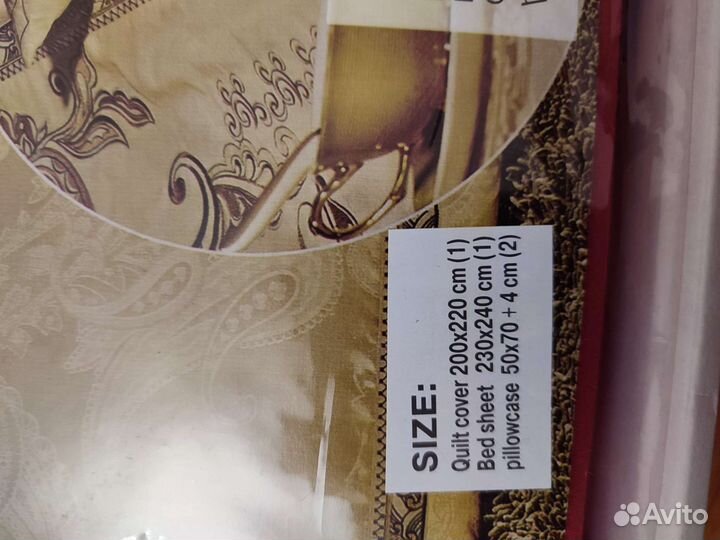 SIZE:
Quilt cover 200x220 cm (1)
Bed sheet 230x240 cm (1)
pillowcase 50x70 + 4 cm (2)
Avito